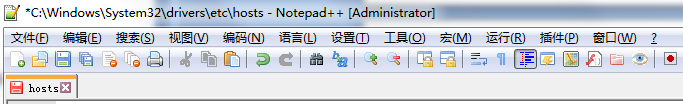 *C:\Windows\System32\drivers\etc\hosts - Notepad++ [Administrator]
文件(F) 编辑(E) 搜索(S) 视图(V) 编码(N) 语言(L) 设置(T) 工具(O) 宏(M) 运行(R) 插件(P) 窗口(W) ?
hosts